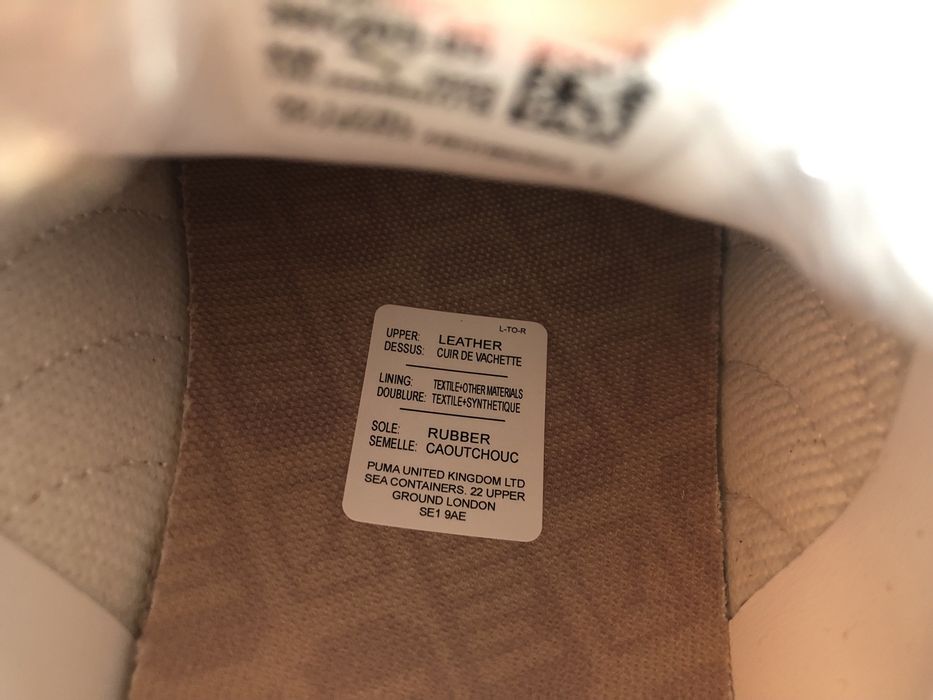 L-TO-R
UPPER: LEATHER
DESSUS: CUIR DE VACHETTE
LINING: TEXTILE+OTHER MATERIALS
DOUBLURE: TEXTILE+SYNTHETIQUE
SOLE: RUBBER
SEMELLE: CAOUTCHOUC
PUMA UNITED KINGDOM LTD
SEA CONTAINERS. 22 UPPER
GROUND LONDON
SE1 9AE